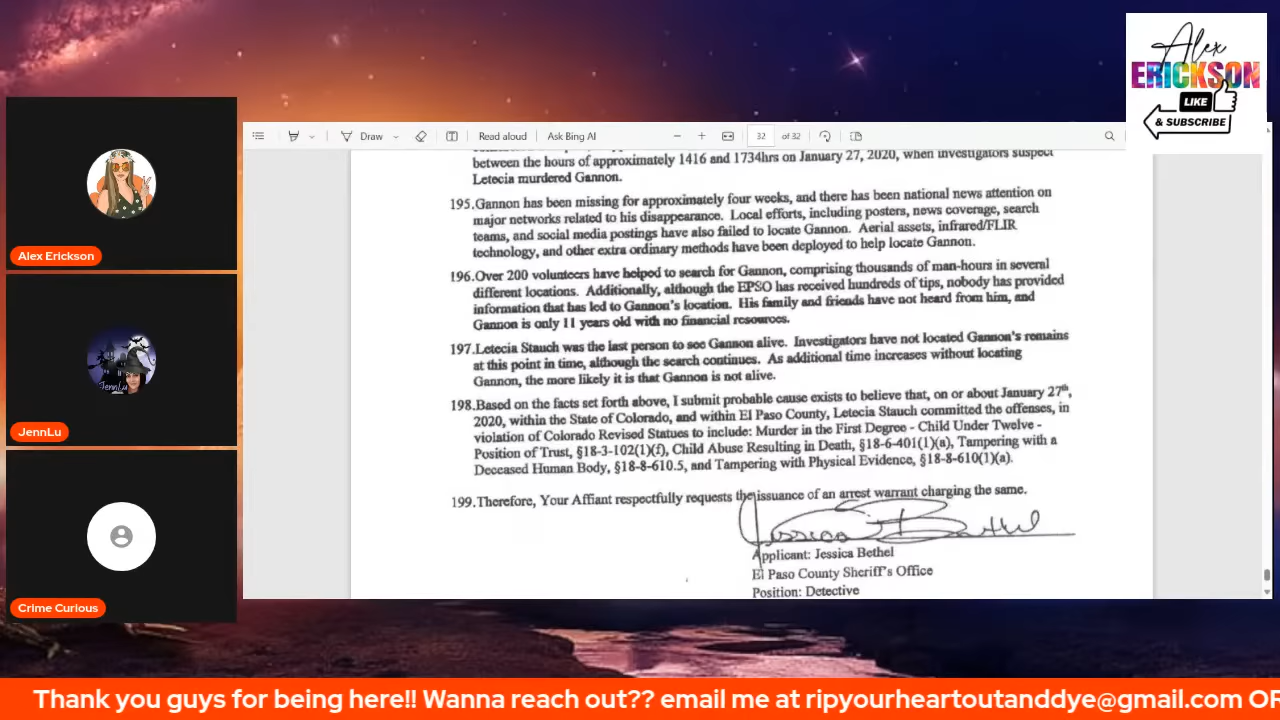 Alex
ERICKSON
LIKE
& SUBSCRIBE
Draw
Read aloud
Ask Bing AI
32
of 32
between the hours of approximately 1416 and 1734hrs on January 27, 2020, when investigators suspect
Letecia murdered Gannon.
195.Gannon has been missing for approximately four weeks, and there has been national news attention on
major networks related to his disappearance. Local efforts, including posters, news coverage, search
teams, and social media postings have also failed to locate Gannon. Aerial assets, infrared/FLIR
technology, and other extra ordinary methods have been deployed to help locate Gannon.
196.Over 200 volunteers have helped to search for Gannon, comprising thousands of man-hours in several
different locations. Additionally, although the EPSO has received hundreds of tips, nobody has provided
information that has led to Gannon's location. His family and friends have not heard from him, and
Gannon is only 11 years old with no financial resources.
197.Letecia Stauch was the last person to see Gannon alive. Investigators have not located Gannon's remains
at this point in time, although the search continues. As additional time increases without locating
Gannon, the more likely it is that Gannon is not alive.
198.Based on the facts set forth above, I submit probable cause exists to believe that, on or about January 27th,
2020, within the State of Colorado, and within El Paso County, Letecia Stauch committed the offenses, in
violation of Colorado Revised Statues to include: Murder in the First Degree - Child Under Twelve -
Position of Trust, §18-3-102(1)(f), Child Abuse Resulting in Death, §18-6-401(1)(a), Tampering with a
Deceased Human Body, §18-8-610.5, and Tampering with Physical Evidence, §18-8-610(1)(a).
199.Therefore, Your Affiant respectfully requests the issuance of an arrest warrant charging the same.
Jessica Bethel
Applicant: Jessica Bethel
El Paso County Sheriff's Office
Position: Detective
Alex Erickson
JennLu
JennLu
Crime Curious
Thank you guys for being here!! Wanna reach out?? email me at ripyourheartoutanddye@gmail.com OR